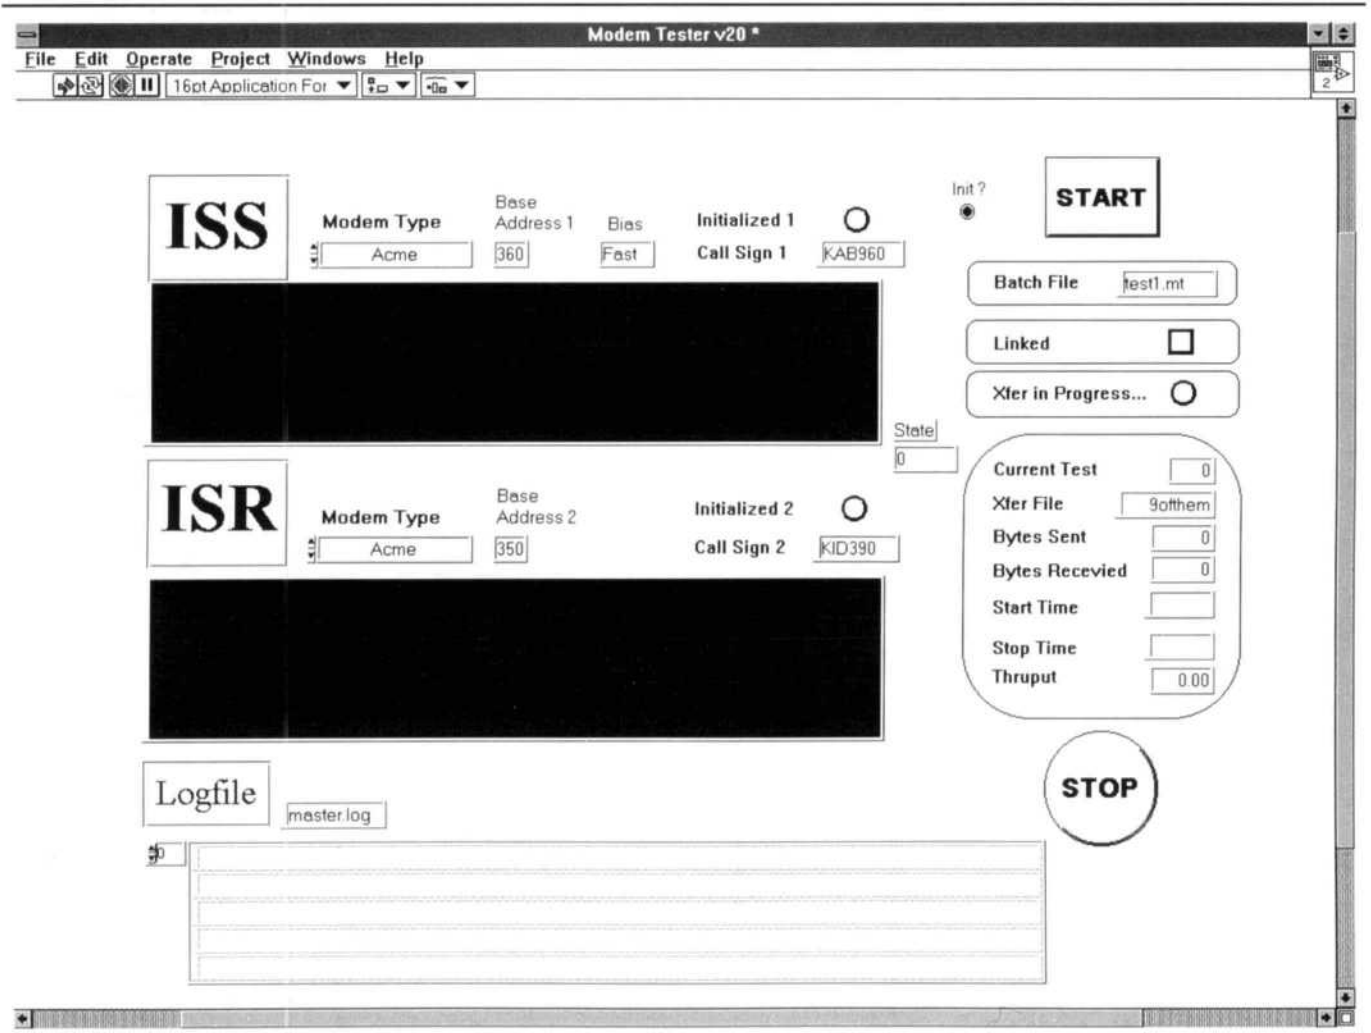 Modem Tester v20 *
File Edit Operate Project Windows Help
16pt Application For
2
ISS
Modem Type
Acme
Base
Address 1
360
Bias
Fast
Initialized 1
Call Sign 1
KAB960
Init?
START
Batch File
test1.mt
Linked
Xfer in Progress...
State
0
ISR
Modem Type
Acme
Base
Address 2
350
Initialized 2
Call Sign 2
KID390
Current Test 0
Xfer File 9ofthem
Bytes Sent 0
Bytes Recevied 0
Start Time
Stop Time
Thruput 0.00
STOP
Logfile
master.log
0